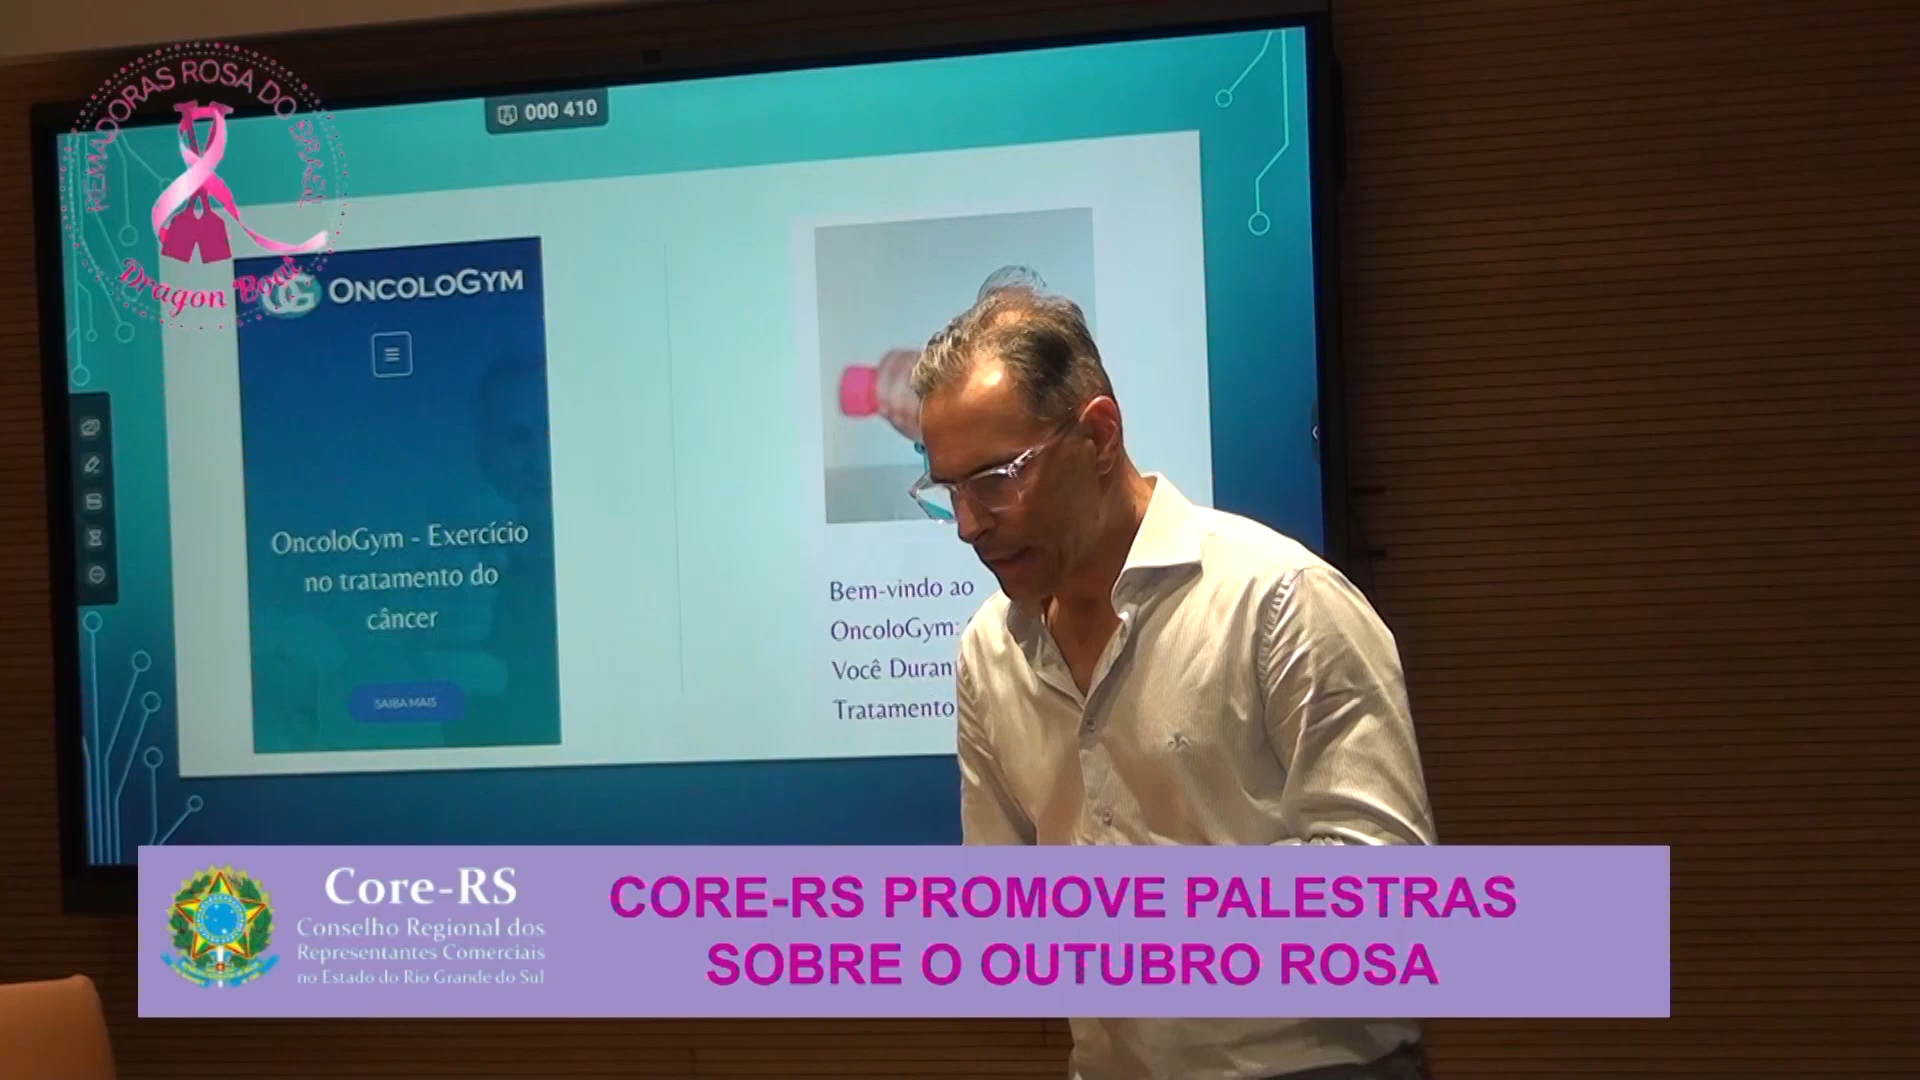 REMADORAS ROSA DO BRASIL
Dragon Boat
000 410
OG ONCOLOGYM
OncoloGym - Exercício
no tratamento do
câncer
SAIBA MAIS
Bem-vindo ao
OncoloGym:
Você Duran
Tratamento
Core-RS
Conselho Regional dos
Representantes Comerciais
no Estado do Rio Grande do Sul
CORE-RS PROMOVE PALESTRAS
SOBRE O OUTUBRO ROSA